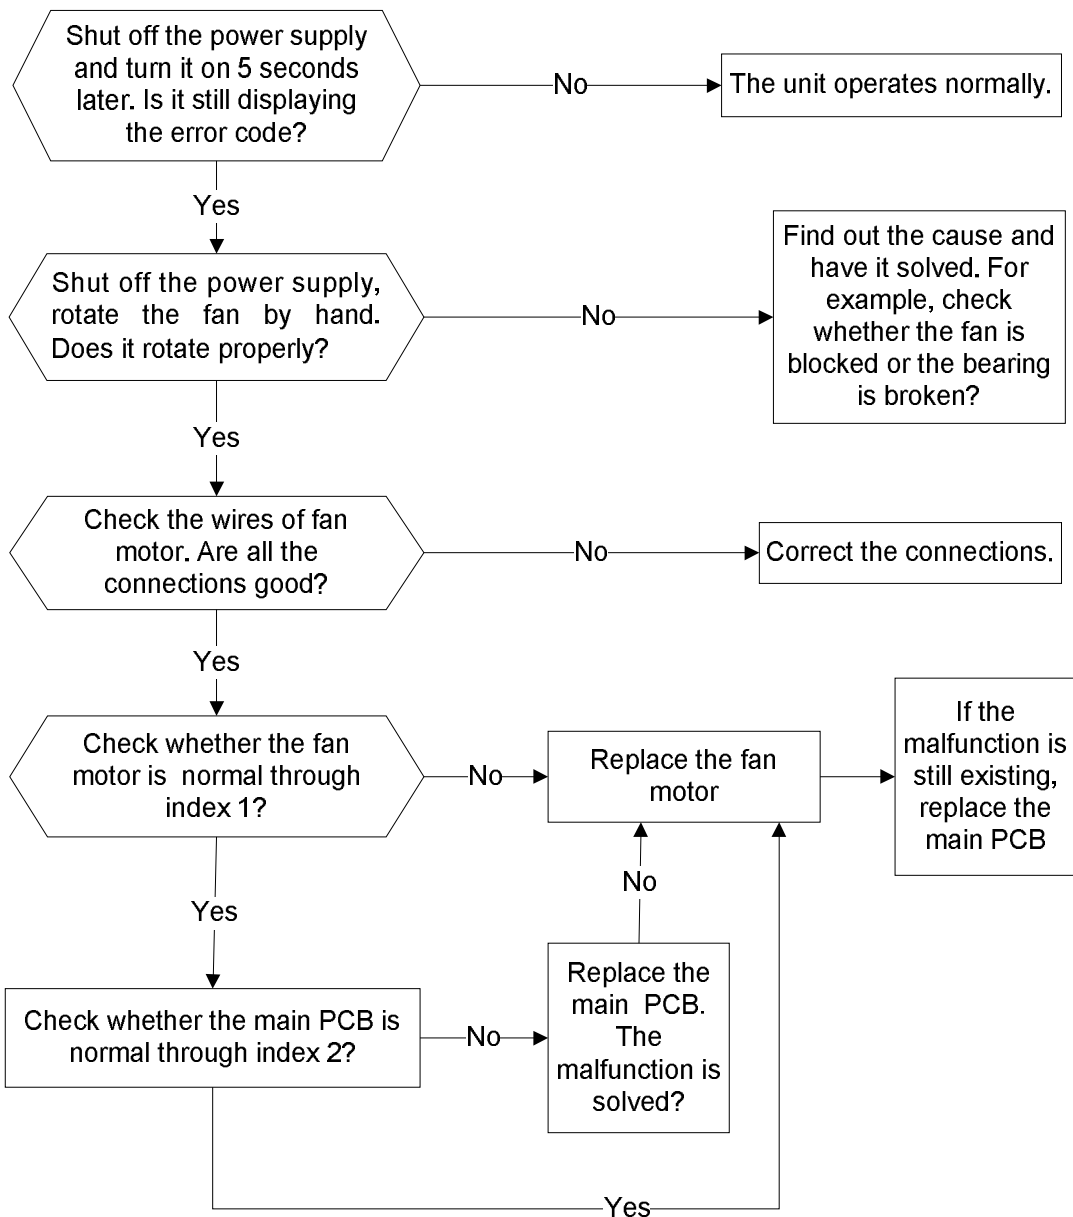 Shut off the power supply
and turn it on 5 seconds
later. Is it still displaying
the error code?
No
The unit operates normally.
Yes
Shut off the power supply,
rotate the fan by hand.
Does it rotate properly?
No
Find out the cause and
have it solved. For
example, check
whether the fan is
blocked or the bearing
is broken?
Yes
Check the wires of fan
motor. Are all the
connections good?
No
Correct the connections.
Yes
Check whether the fan
motor is normal through
index 1?
No
Replace the fan
motor
If the
malfunction is
still existing,
replace the
main PCB
Yes
No
Check whether the main PCB is
normal through index 2?
No
Replace the
main PCB.
The
malfunction is
solved?
Yes